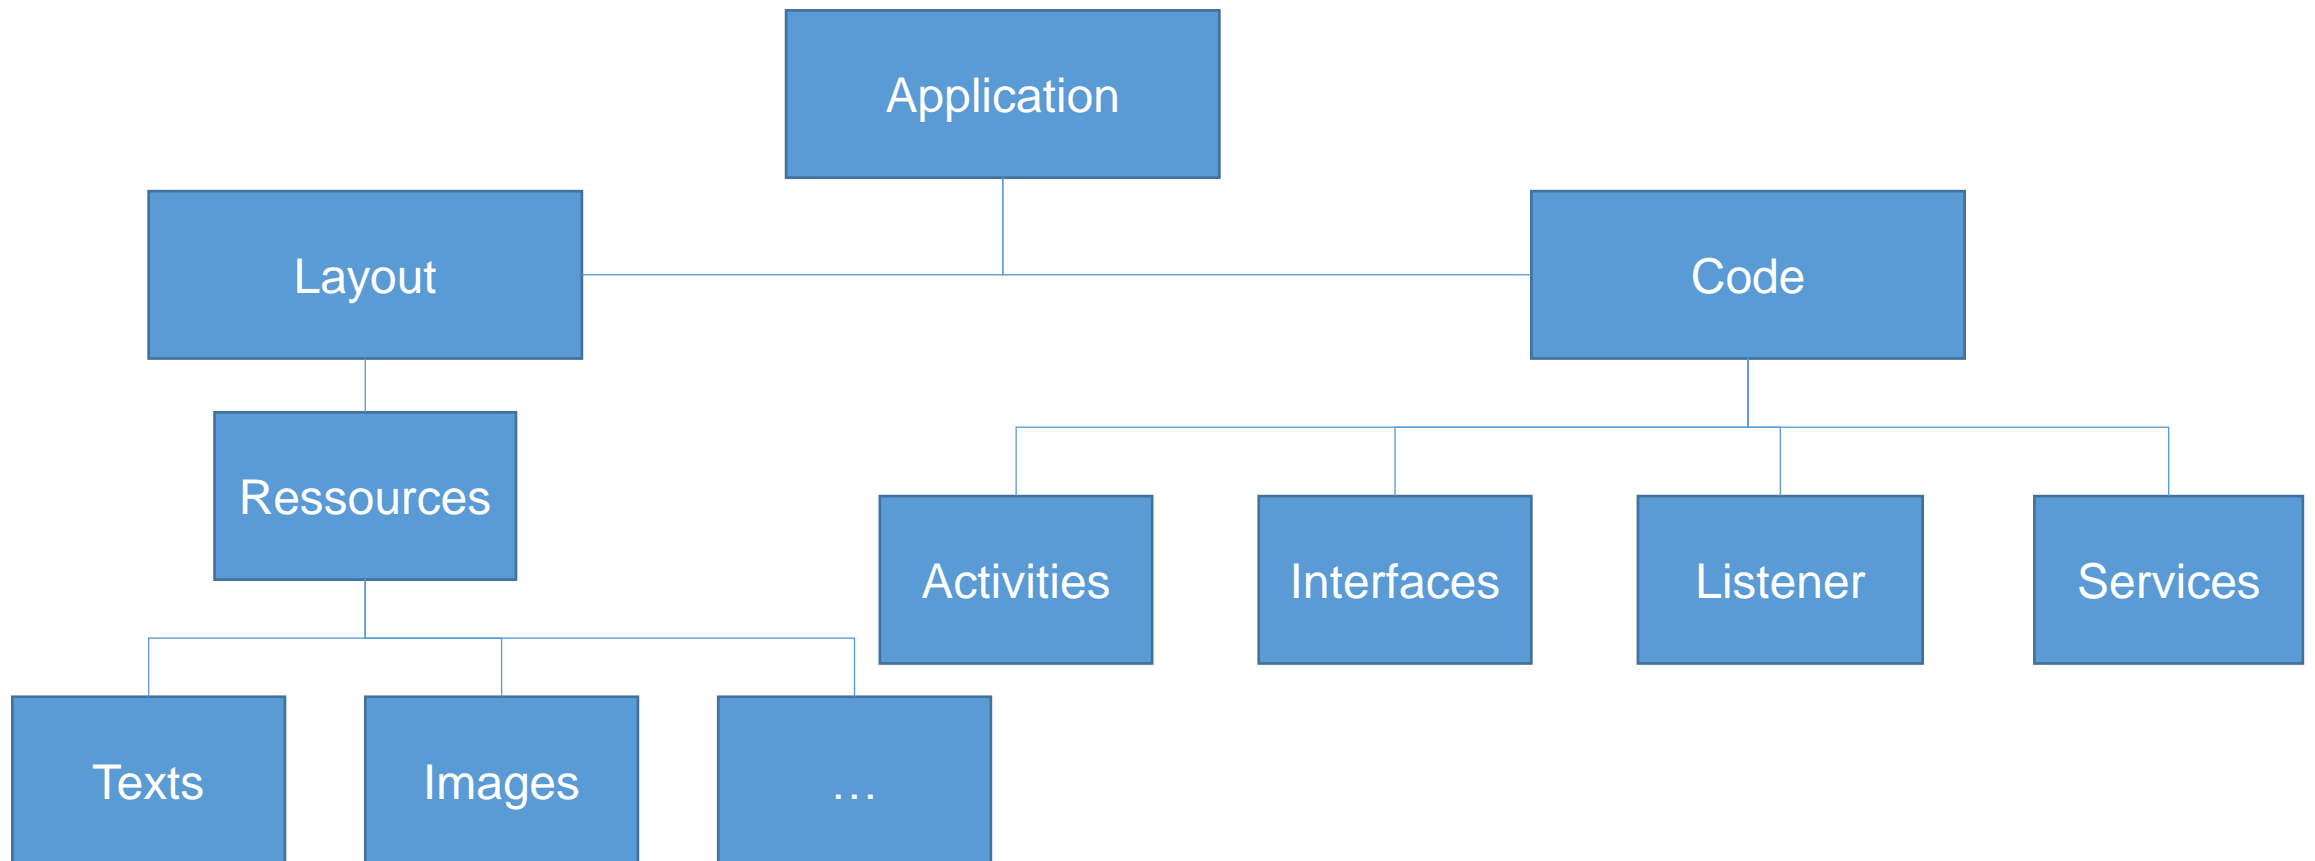 Application
Layout
Code
Ressources
Activities
Interfaces
Listener
Services
Texts
Images
…